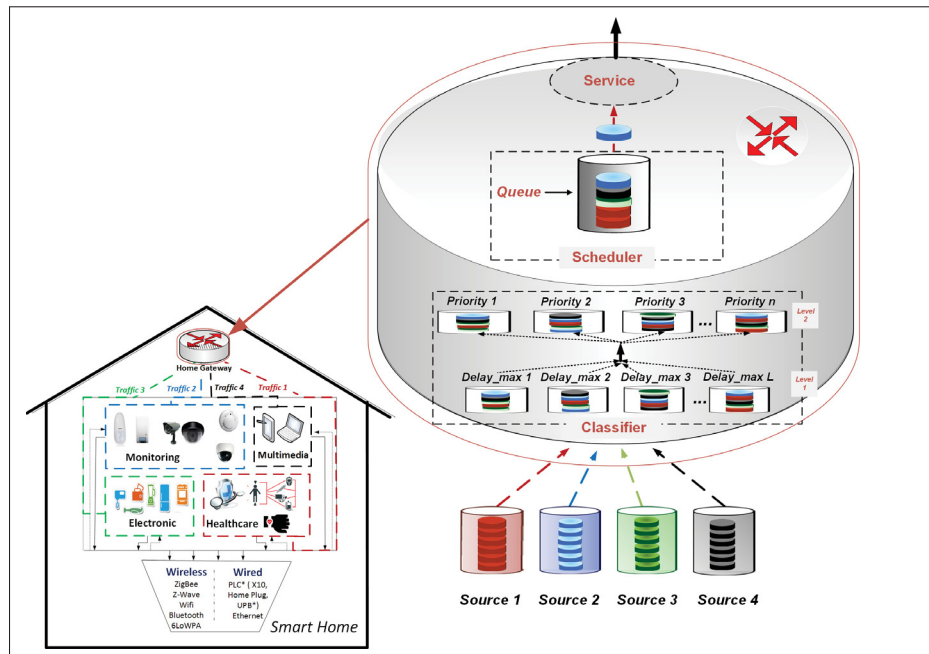 Service
Queue
Scheduler
Priority 1
Priority 2
Priority 3
Priority n
...
Level
2
Delay_max 1
Delay_max 2
Delay_max 3
Delay_max L
...
Level
1
Classifier
Source 1
Source 2
Source 3
Source 4
Home Gateway
Traffic 3
Traffic 2
Traffic 4
Traffic 1
Monitoring
Multimedia
Electronic
Healthcare
Wireless
ZigBee
Z-Wave
Wifi
Bluetooth
6LoWPA
Wired
PLC* ( X10,
Home Plug,
UPB*)
Ethernet
Smart Home